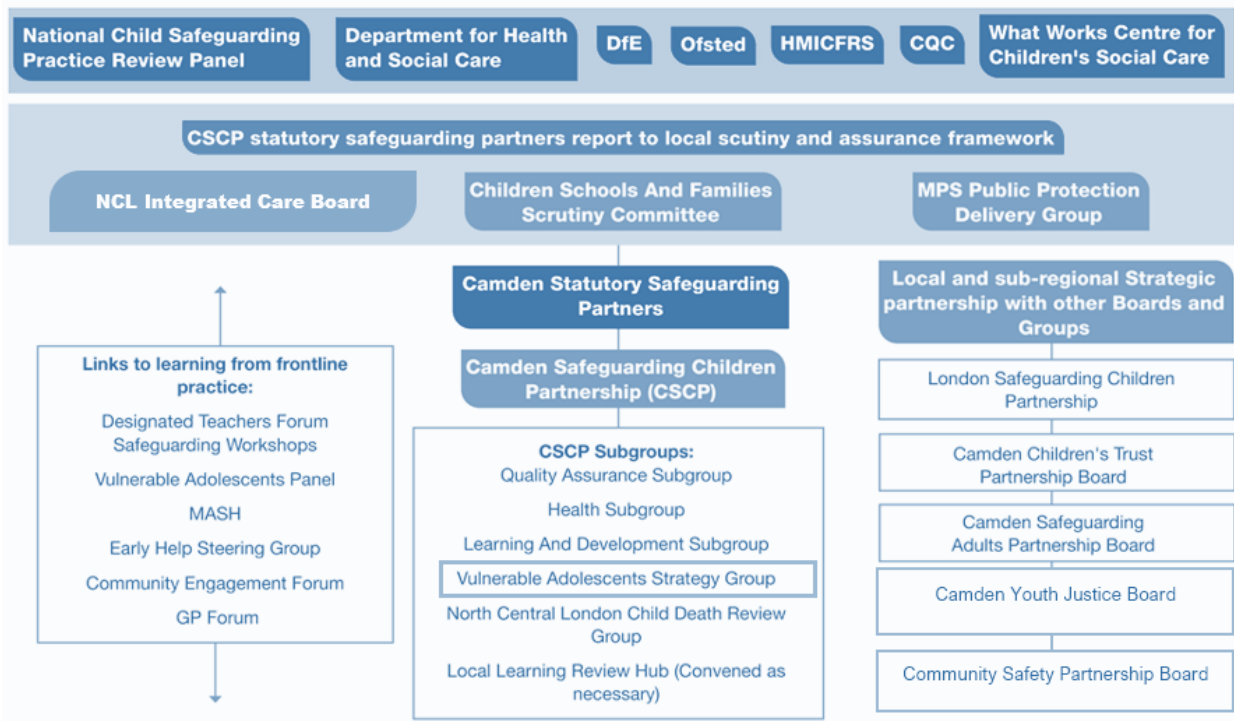 National Child Safeguarding
Practice Review Panel
Department for Health
and Social Care
DfE
Ofsted
HMICFRS
CQC
What Works Centre for
Children's Social Care
CSCP statutory safeguarding partners report to local scutiny and assurance framework
NCL Integrated Care Board
Children Schools And Families
Scrutiny Committee
MPS Public Protection
Delivery Group
Links to learning from frontline
practice:
Designated Teachers Forum
Safeguarding Workshops
Vulnerable Adolescents Panel
MASH
Early Help Steering Group
Community Engagement Forum
GP Forum
Camden Statutory Safeguarding
Partners
Camden Safeguarding Children
Partnership (CSCP)
CSCP Subgroups:
Quality Assurance Subgroup
Health Subgroup
Learning And Development Subgroup
Vulnerable Adolescents Strategy Group
North Central London Child Death Review
Group
Local Learning Review Hub (Convened as
necessary)
Local and sub-regional Strategic
partnership with other Boards and
Groups
London Safeguarding Children
Partnership
Camden Children's Trust
Partnership Board
Camden Safeguarding
Adults Partnership Board
Camden Youth Justice Board
Community Safety Partnership Board